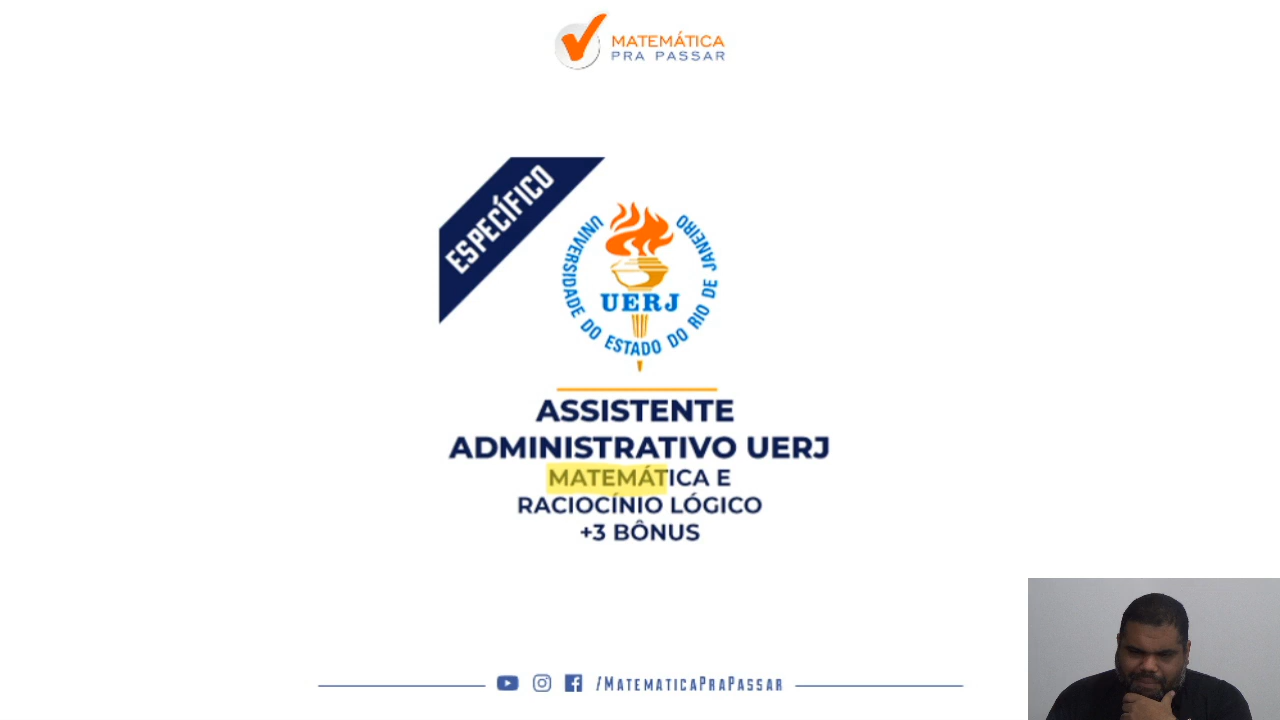 MATEMÁTICA
PRA PASSAR
ESPECÍFICO
UNIVERSIDADE DO ESTADO DO RIO DE JANEIRO
UERJ
ASSISTENTE
ADMINISTRATIVO UERJ
MATEMÁTICA E
RACIOCÍNIO LÓGICO
+3 BÔNUS
/MATEMATICAPRAPASSAR